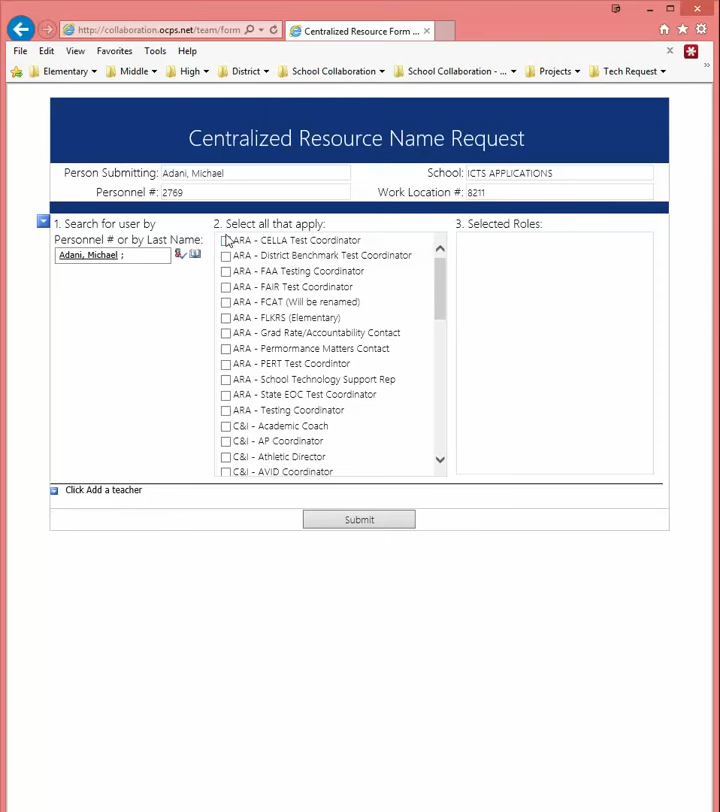 http://collaboration.ocps.net/team/form
Centralized Resource Form ...
File Edit View Favorites Tools Help
Elementary Middle High District School Collaboration School Collaboration - ... Projects Tech Request
Centralized Resource Name Request
Person Submitting: Adani, Michael School: ICTS APPLICATIONS
Personnel #: 2769 Work Location #: 8211
1. Search for user by Personnel # or by Last Name:
Adani, Michael ;
2. Select all that apply:
ARA - CELLA Test Coordinator
ARA - District Benchmark Test Coordinator
ARA - FAA Testing Coordinator
ARA - FAIR Test Coordinator
ARA - FCAT (Will be renamed)
ARA - FLKRS (Elementary)
ARA - Grad Rate/Accountability Contact
ARA - Permormance Matters Contact
ARA - PERT Test Coordintor
ARA - School Technology Support Rep
ARA - State EOC Test Coordinator
ARA - Testing Coordinator
C&I - Academic Coach
C&I - AP Coordinator
C&I - Athletic Director
C&I - AVID Coordinator
3. Selected Roles:
Click Add a teacher
Submit